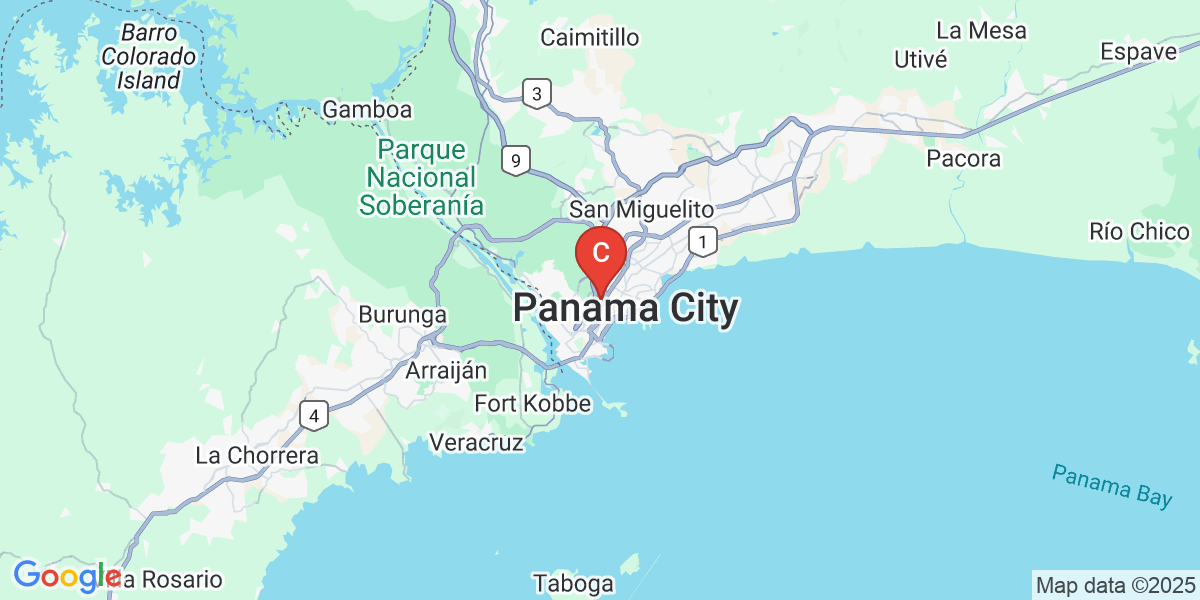 Barro
Colorado
Island
Caimitillo
La Mesa
Utivé
Espave
3
Gamboa
Parque
Nacional
Soberanía
9
Pacora
San Miguelito
1
Río Chico
C
Panama City
Burunga
Arraiján
Fort Kobbe
4
Veracruz
La Chorrera
Panama Bay
Google
Rosario
Taboga
Map data ©2025